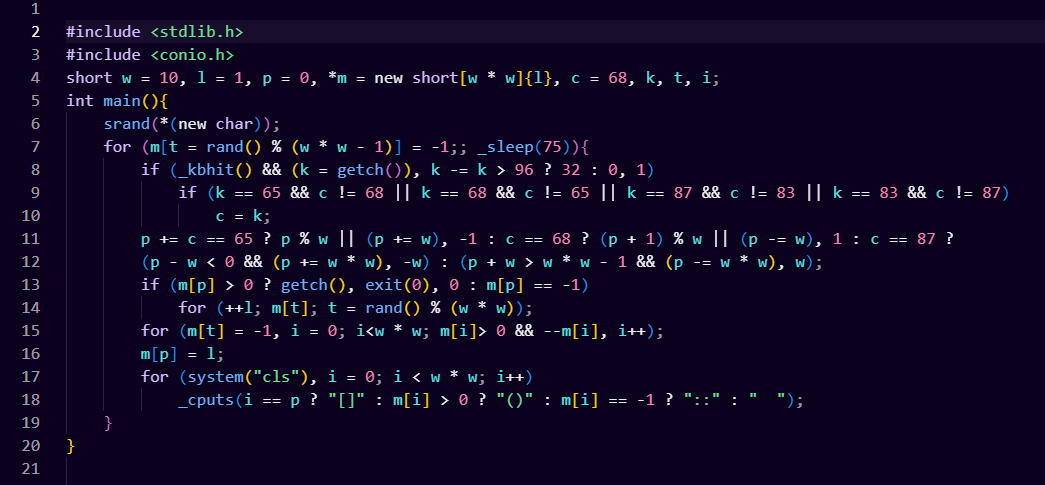 1
2 #include <stdlib.h>
3 #include <conio.h>
4 short w = 10, l = 1, p = 0, *m = new short[w * w]{l}, c = 68, k, t, i;
5 int main(){
6 srand(*(new char));
7 for (m[t = rand() % (w * w - 1)] = -1;; _sleep(75)){
8 if (_kbhit() && (k = getch()), k -= k > 96 ? 32 : 0, 1)
9 if (k == 65 && c != 68 || k == 68 && c != 65 || k == 87 && c != 83 || k == 83 && c != 87)
10 c = k;
11 p += c == 65 ? p % w || (p += w), -1 : c == 68 ? (p + 1) % w || (p -= w), 1 : c == 87 ?
12 (p - w < 0 && (p += w * w), -w) : (p + w > w * w - 1 && (p -= w * w), w);
13 if (m[p] > 0 ? getch(), exit(0), 0 : m[p] == -1)
14 for (++l; m[t]; t = rand() % (w * w));
15 for (m[t] = -1, i = 0; i<w * w; m[i]> 0 && --m[i], i++);
16 m[p] = l;
17 for (system("cls"), i = 0; i < w * w; i++)
18 _cputs(i == p ? "[]" : m[i] > 0 ? "()" : m[i] == -1 ? "::" : "  ");
19 }
20 }
21